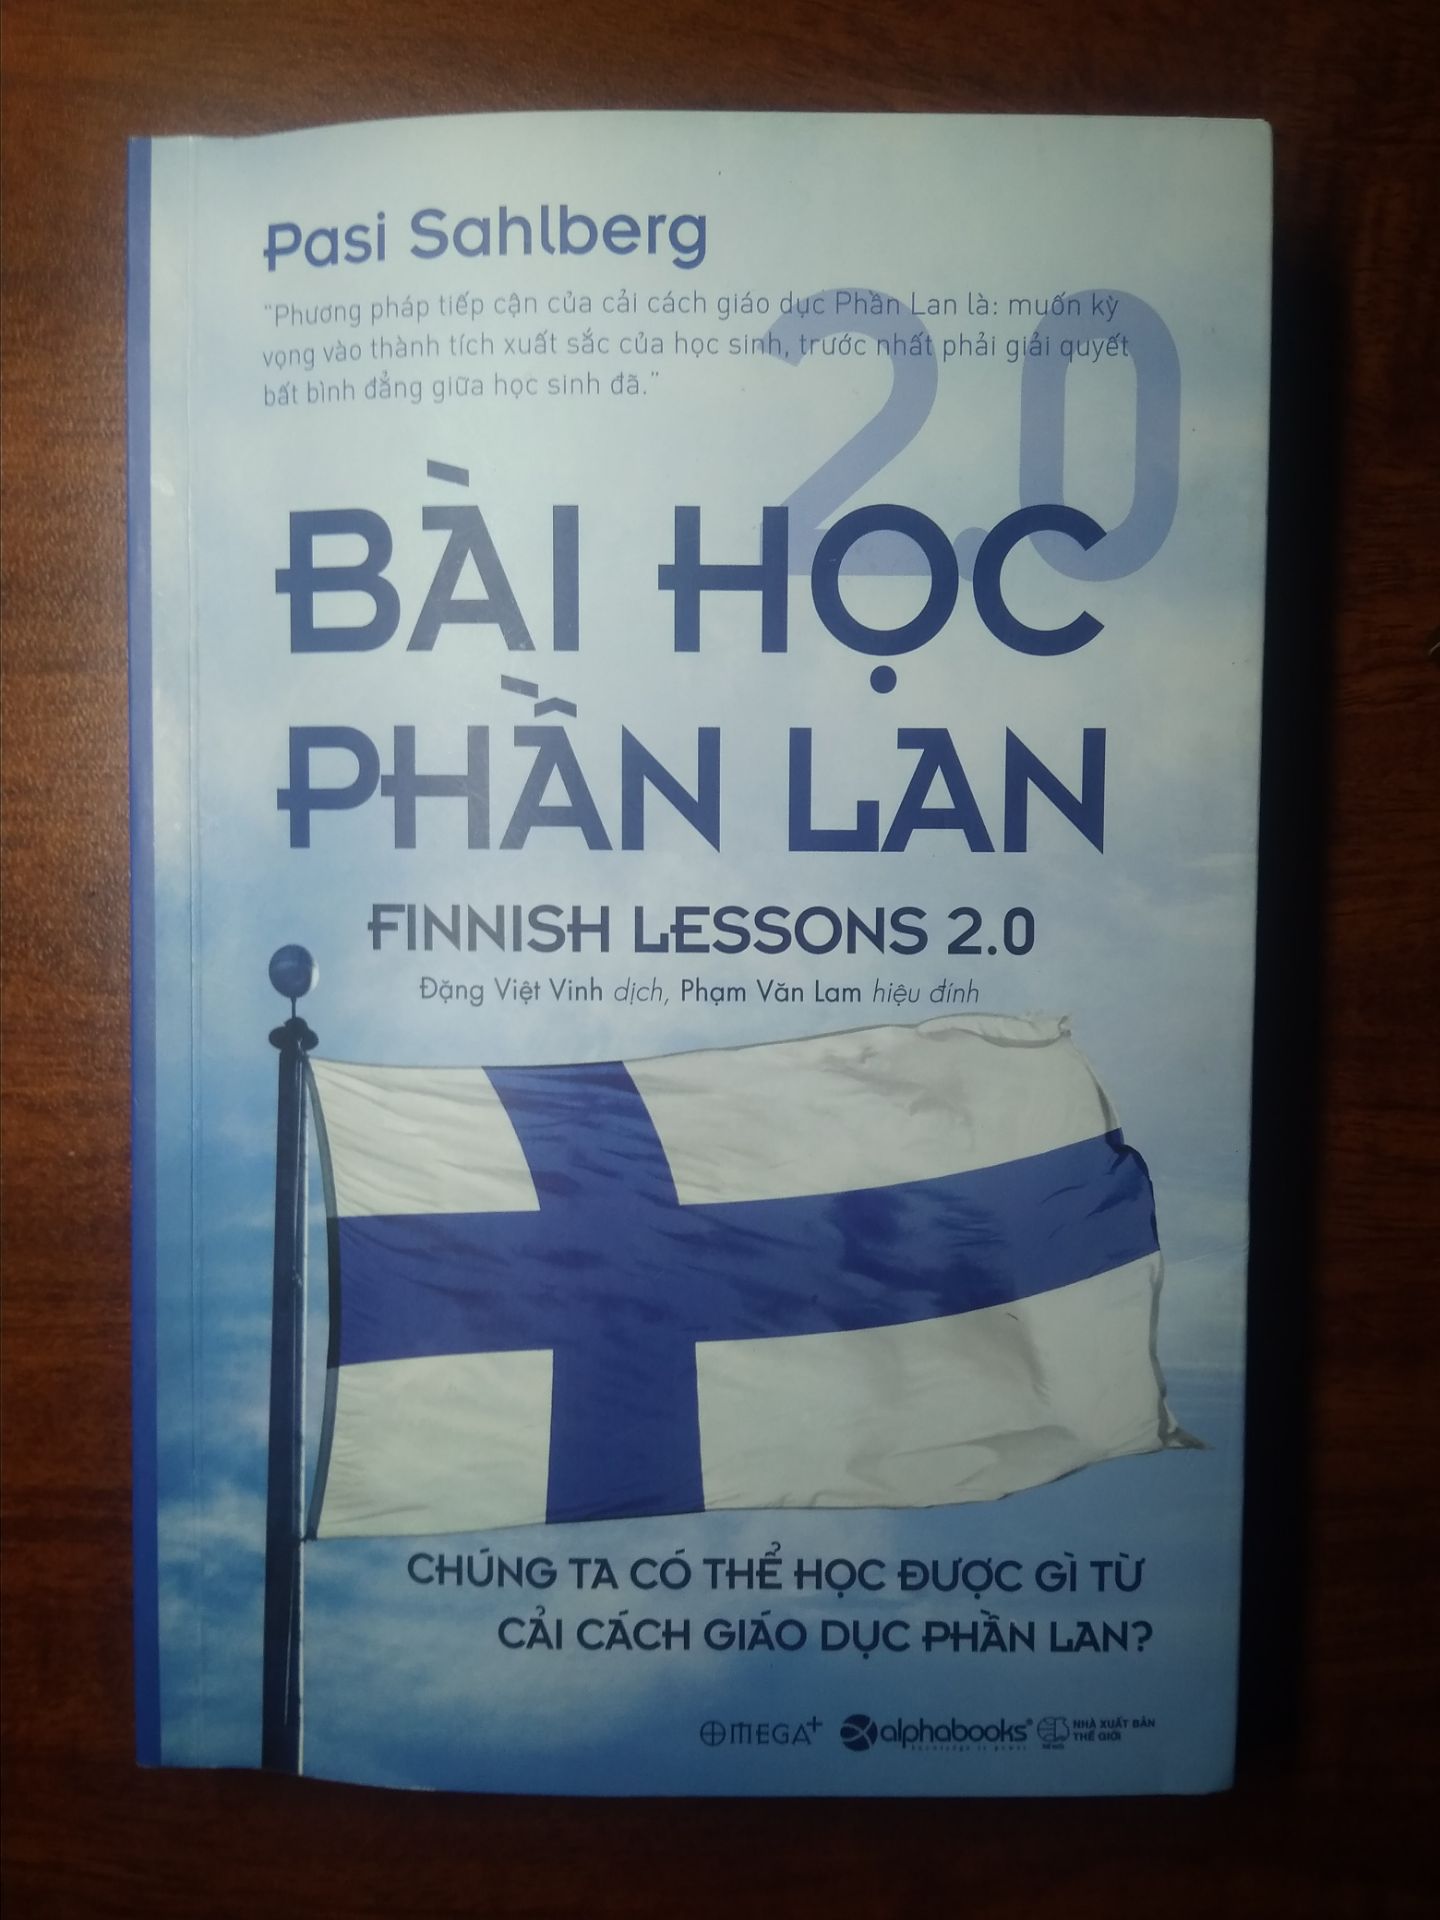 Pasi Sahlberg
2.0
"Phương pháp tiếp cận của cải cách giáo dục Phần Lan là: muốn kỳ
vọng vào thành tích xuất sắc của học sinh, trước nhất phải giải quyết
bất bình đẳng giữa học sinh đã."
BÀI HỌC
PHẦN LAN
FINNISH LESSONS 2.0
Đặng Việt Vinh dịch, Phạm Văn Lam hiệu đính
CHÚNG TA CÓ THỂ HỌC ĐƯỢC GÌ TỪ
CẢI CÁCH GIÁO DỤC PHẦN LAN?
OMEGA+ alphabooks® NHÀ XUẤT BẢN
knowledge is power THẾ GIỚI